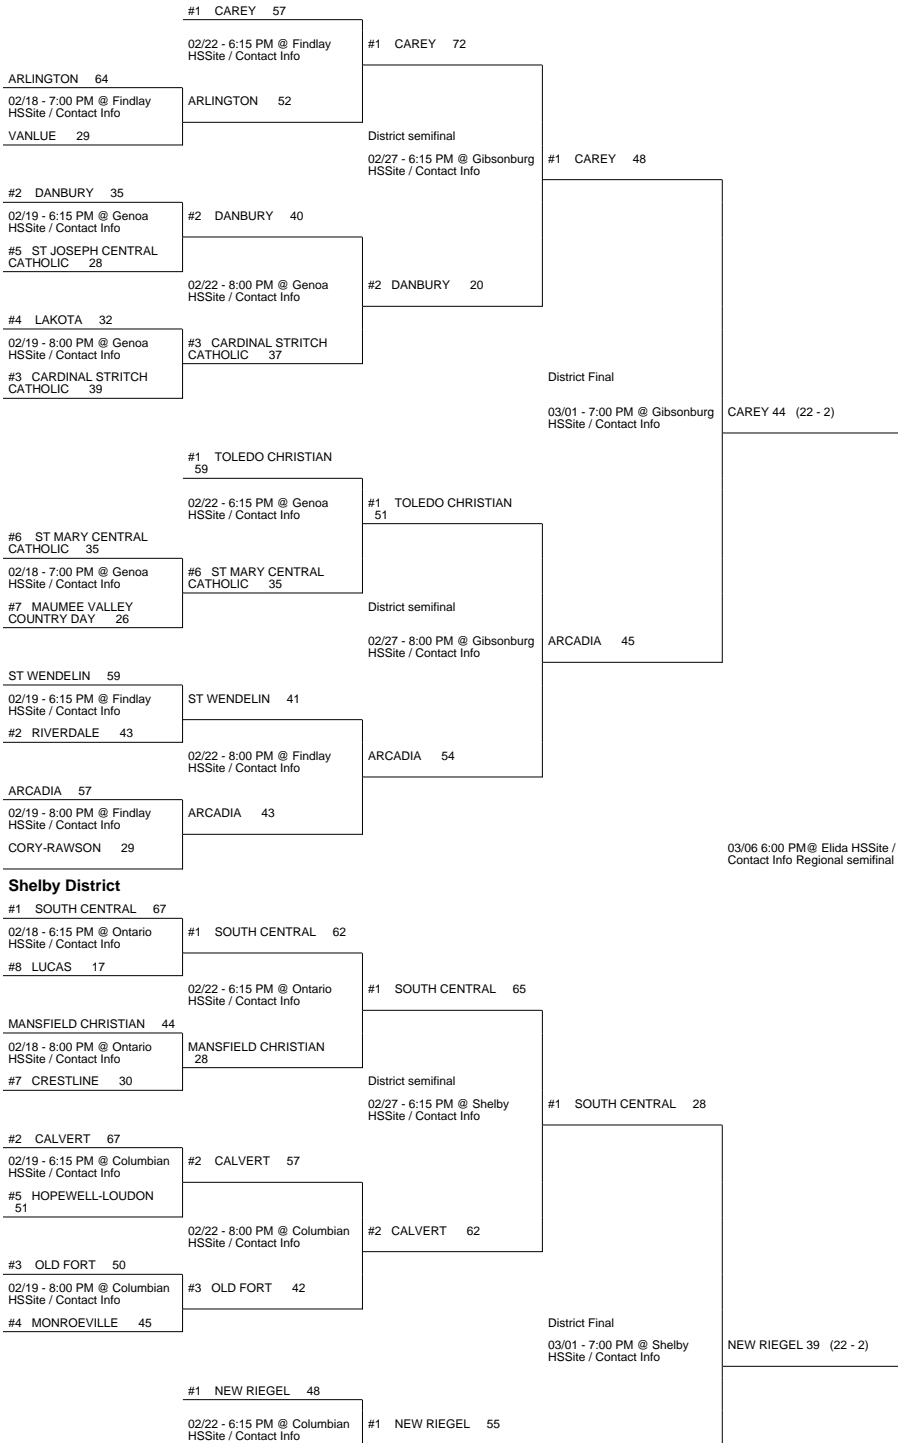 #1 CAREY 57
02/22 - 6:15 PM @ Findlay
HSSite / Contact Info
#1 CAREY 72
ARLINGTON 64
02/18 - 7:00 PM @ Findlay
HSSite / Contact Info
ARLINGTON 52
VANLUE 29
District semifinal
02/27 - 6:15 PM @ Gibsonburg
HSSite / Contact Info
#1 CAREY 48
#2 DANBURY 35
02/19 - 6:15 PM @ Genoa
HSSite / Contact Info
#2 DANBURY 40
#5 ST JOSEPH CENTRAL
CATHOLIC 28
02/22 - 8:00 PM @ Genoa
HSSite / Contact Info
#2 DANBURY 20
#4 LAKOTA 32
02/19 - 8:00 PM @ Genoa
HSSite / Contact Info
#3 CARDINAL STRITCH
CATHOLIC 37
#3 CARDINAL STRITCH
CATHOLIC 39
District Final
03/01 - 7:00 PM @ Gibsonburg
HSSite / Contact Info
CAREY 44 (22 - 2)
#1 TOLEDO CHRISTIAN
59
02/22 - 6:15 PM @ Genoa
HSSite / Contact Info
#1 TOLEDO CHRISTIAN
51
#6 ST MARY CENTRAL
CATHOLIC 35
02/18 - 7:00 PM @ Genoa
HSSite / Contact Info
#6 ST MARY CENTRAL
CATHOLIC 35
#7 MAUMEE VALLEY
COUNTRY DAY 26
District semifinal
02/27 - 8:00 PM @ Gibsonburg
HSSite / Contact Info
ARCADIA 45
ST WENDELIN 59
02/19 - 6:15 PM @ Findlay
HSSite / Contact Info
ST WENDELIN 41
#2 RIVERDALE 43
02/22 - 8:00 PM @ Findlay
HSSite / Contact Info
ARCADIA 54
ARCADIA 57
02/19 - 8:00 PM @ Findlay
HSSite / Contact Info
ARCADIA 43
CORY-RAWSON 29
03/06 6:00 PM@ Elida HSSite /
Contact Info Regional semifinal
Shelby District
#1 SOUTH CENTRAL 67
02/18 - 6:15 PM @ Ontario
HSSite / Contact Info
#1 SOUTH CENTRAL 62
#8 LUCAS 17
02/22 - 6:15 PM @ Ontario
HSSite / Contact Info
#1 SOUTH CENTRAL 65
MANSFIELD CHRISTIAN 44
02/18 - 8:00 PM @ Ontario
HSSite / Contact Info
MANSFIELD CHRISTIAN
28
#7 CRESTLINE 30
District semifinal
02/27 - 6:15 PM @ Shelby
HSSite / Contact Info
#1 SOUTH CENTRAL 28
#2 CALVERT 67
02/19 - 6:15 PM @ Columbian
HSSite / Contact Info
#2 CALVERT 57
#5 HOPEWELL-LOUDON
51
02/22 - 8:00 PM @ Columbian
HSSite / Contact Info
#2 CALVERT 62
#3 OLD FORT 50
02/19 - 8:00 PM @ Columbian
HSSite / Contact Info
#3 OLD FORT 42
#4 MONROEVILLE 45
District Final
03/01 - 7:00 PM @ Shelby
HSSite / Contact Info
NEW RIEGEL 39 (22 - 2)
#1 NEW RIEGEL 48
02/22 - 6:15 PM @ Columbian
HSSite / Contact Info
#1 NEW RIEGEL 55